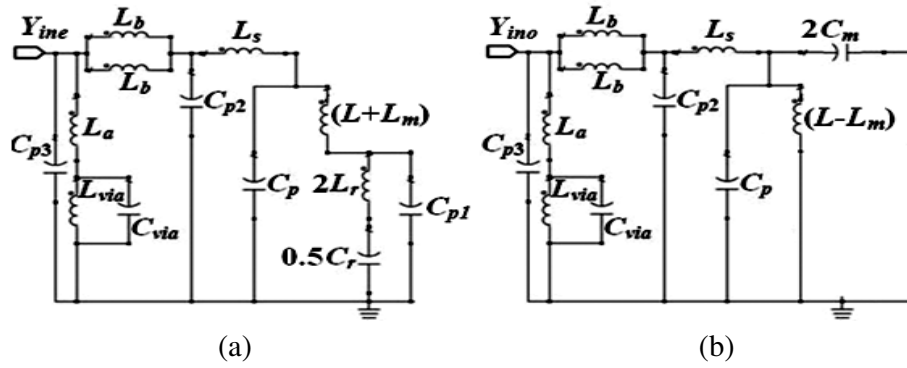 Y_ine
L_b
L_b
L_s
C_p2
(L+L_m)
L_a
C_p3
L_via
C_via
C_p
2L_r
C_p1
0.5C_r
(a)
Y_ino
L_b
L_b
L_s
2C_m
C_p2
(L-L_m)
L_a
C_p3
L_via
C_via
C_p
(b)